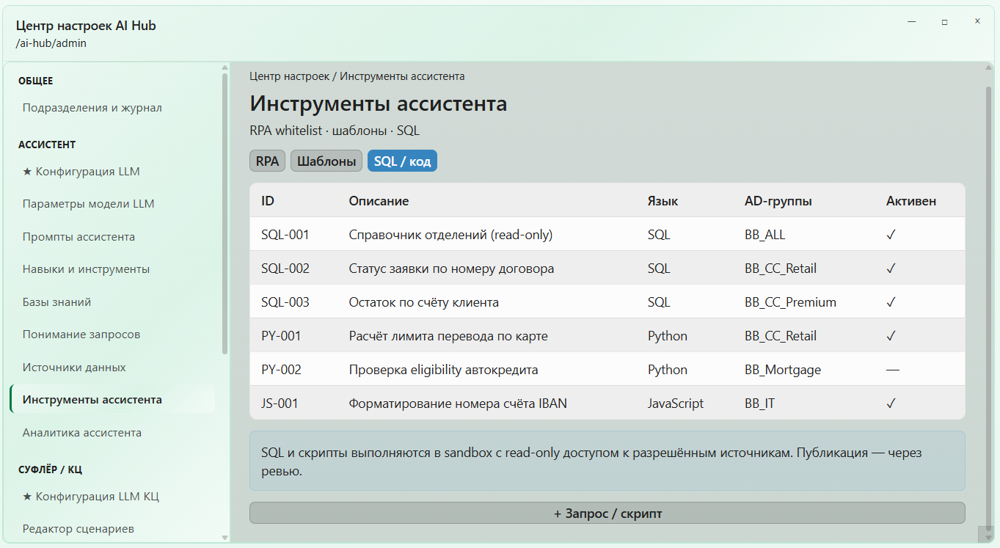 Центр настроек AI Hub
/ai-hub/admin
ОБЩЕЕ
Подразделения и журнал
АССИСТЕНТ
★ Конфигурация LLM
Параметры модели LLM
Промпты ассистента
Навыки и инструменты
Базы знаний
Понимание запросов
Источники данных
Инструменты ассистента
Аналитика ассистента
СУФЛЁР / КЦ
★ Конфигурация LLM КЦ
Редактор сценариев
Центр настроек / Инструменты ассистента
Инструменты ассистента
RPA whitelist · шаблоны · SQL
RPA Шаблоны SQL / код
ID Описание Язык AD-группы Активен
SQL-001 Справочник отделений (read-only) SQL BB_ALL ✓
SQL-002 Статус заявки по номеру договора SQL BB_CC_Retail ✓
SQL-003 Остаток по счёту клиента SQL BB_CC_Premium ✓
PY-001 Расчёт лимита перевода по карте Python BB_CC_Retail ✓
PY-002 Проверка eligibility автокредита Python BB_Mortgage —
JS-001 Форматирование номера счёта IBAN JavaScript BB_IT ✓
SQL и скрипты выполняются в sandbox с read-only доступом к разрешённым источникам. Публикация — через
ревью.
+ Запрос / скрипт